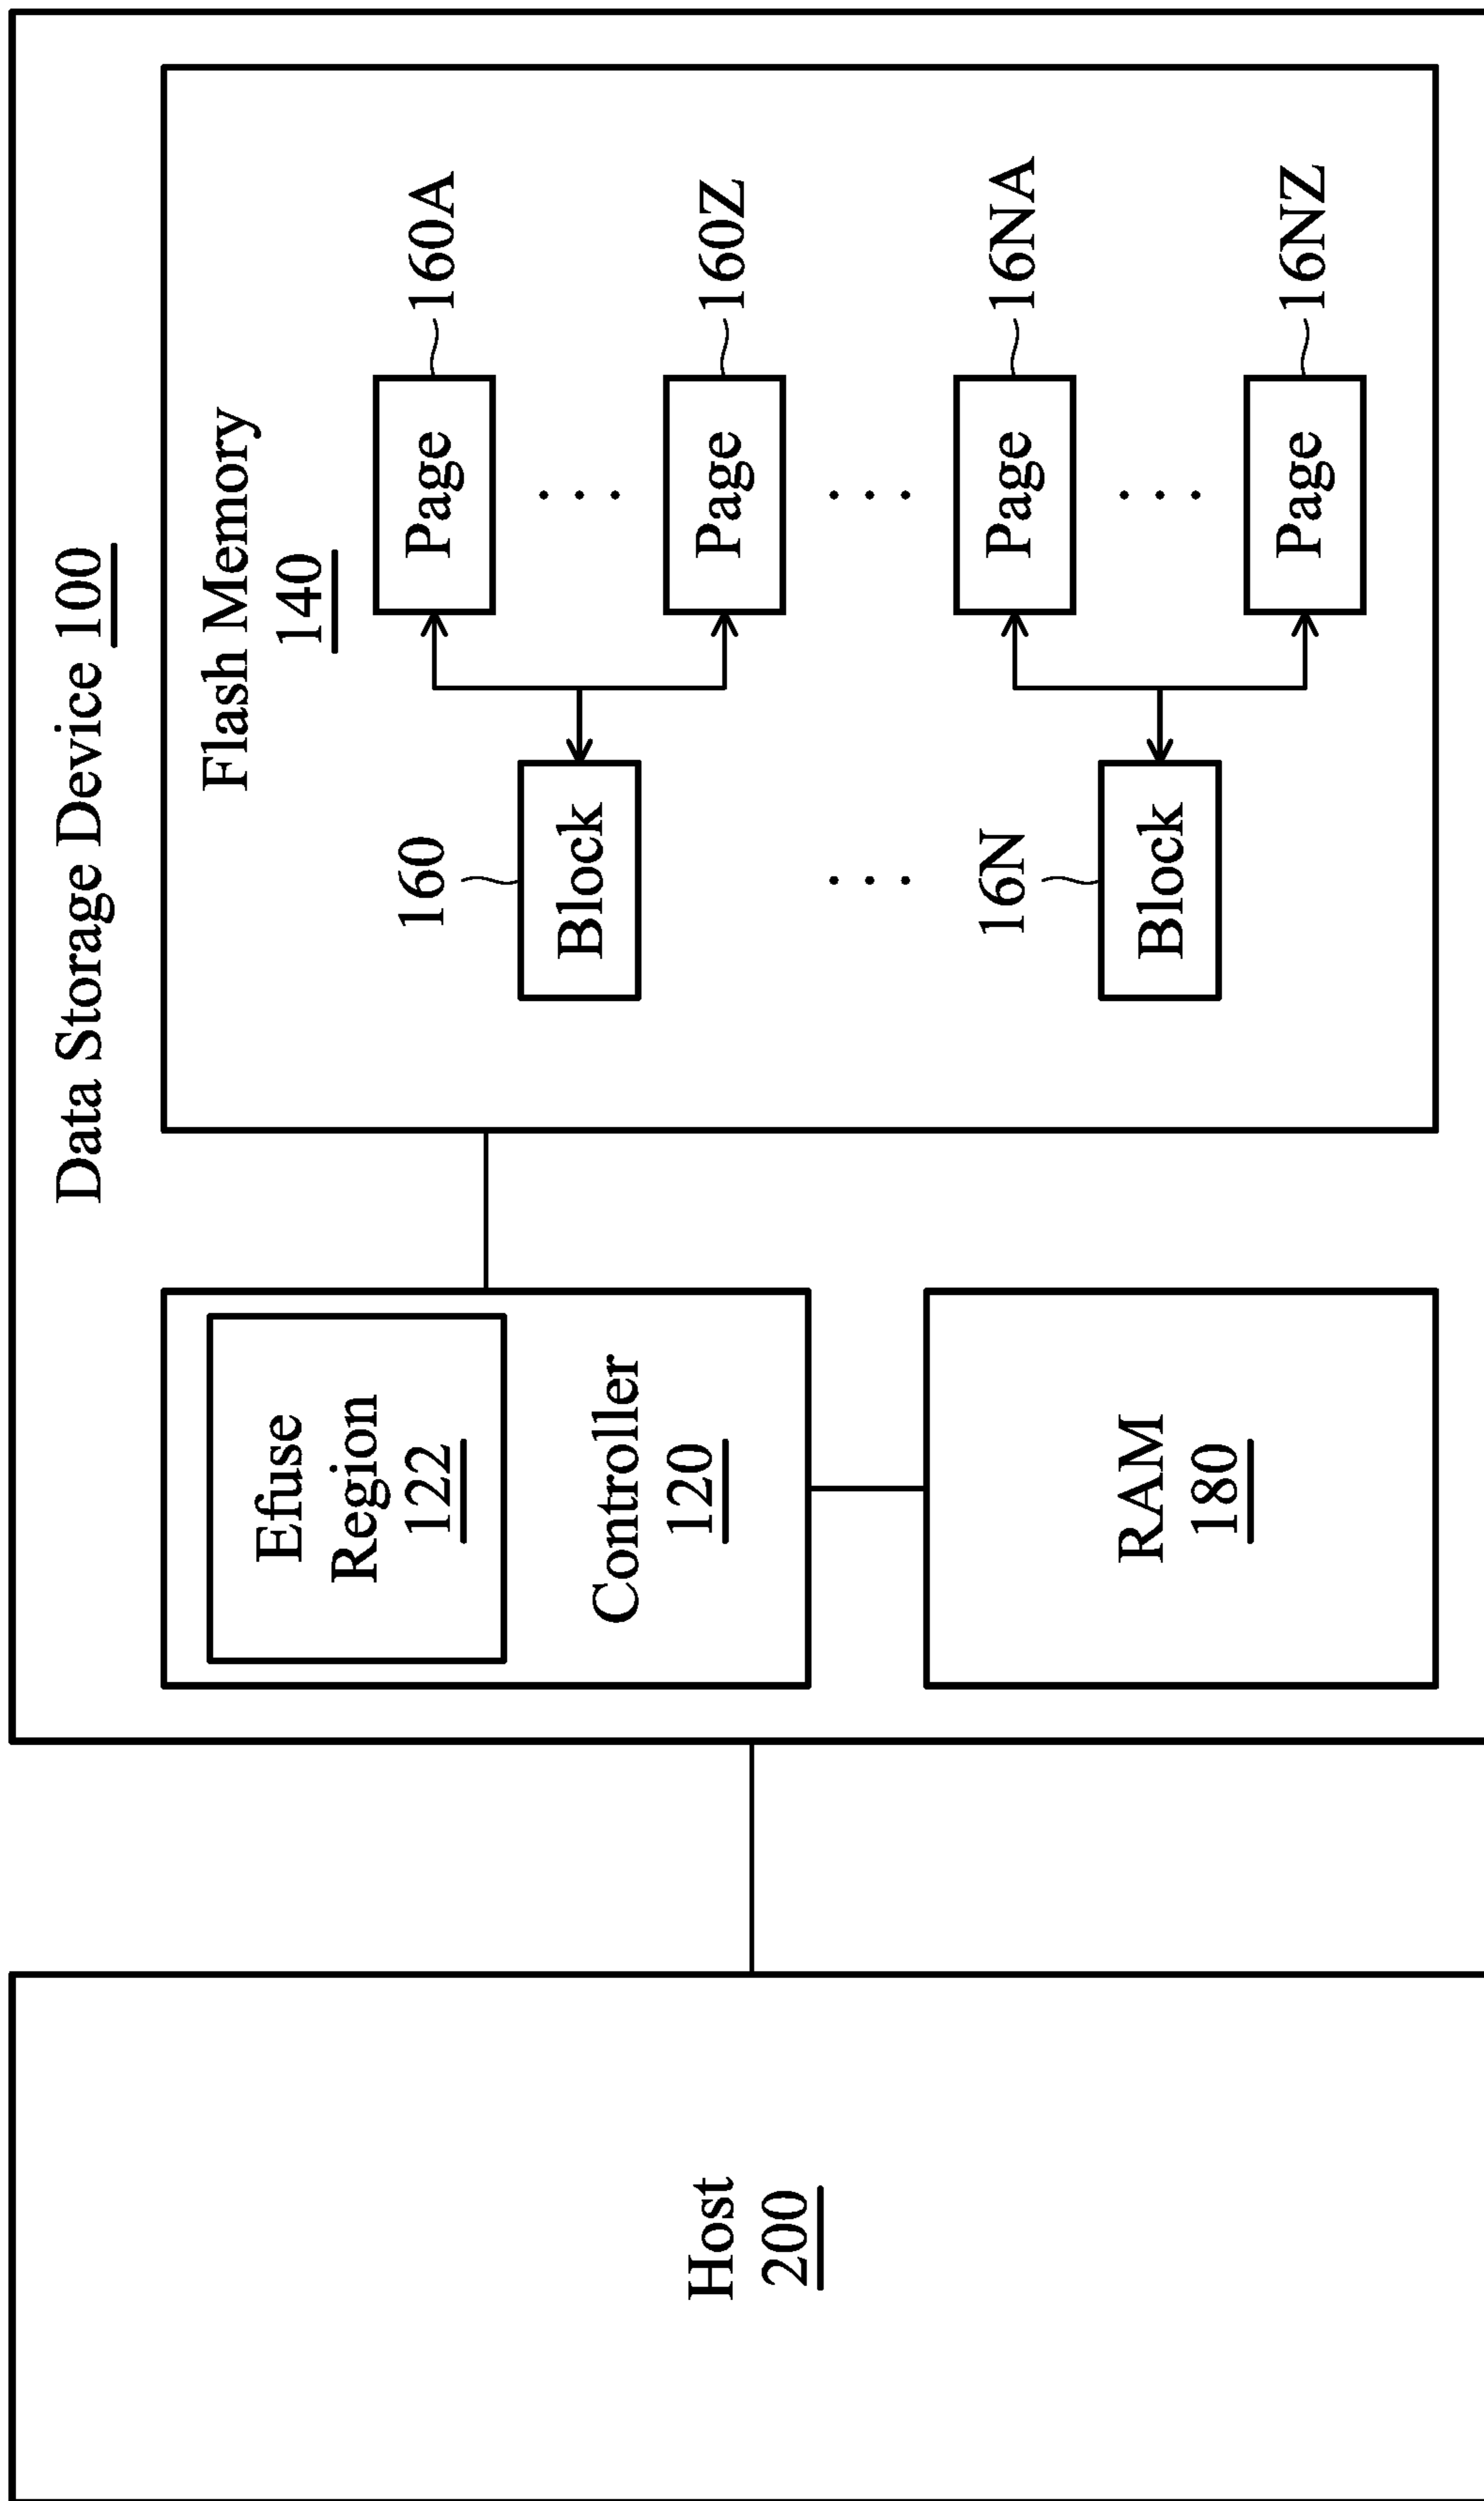 Data Storage Device 100
Flash Memory
140
Efuse
Region
122
Controller
120
RAM
180
Host
200
160
Block
Page
160A
Page
160Z
16N
Block
Page
16NA
Page
16NZ